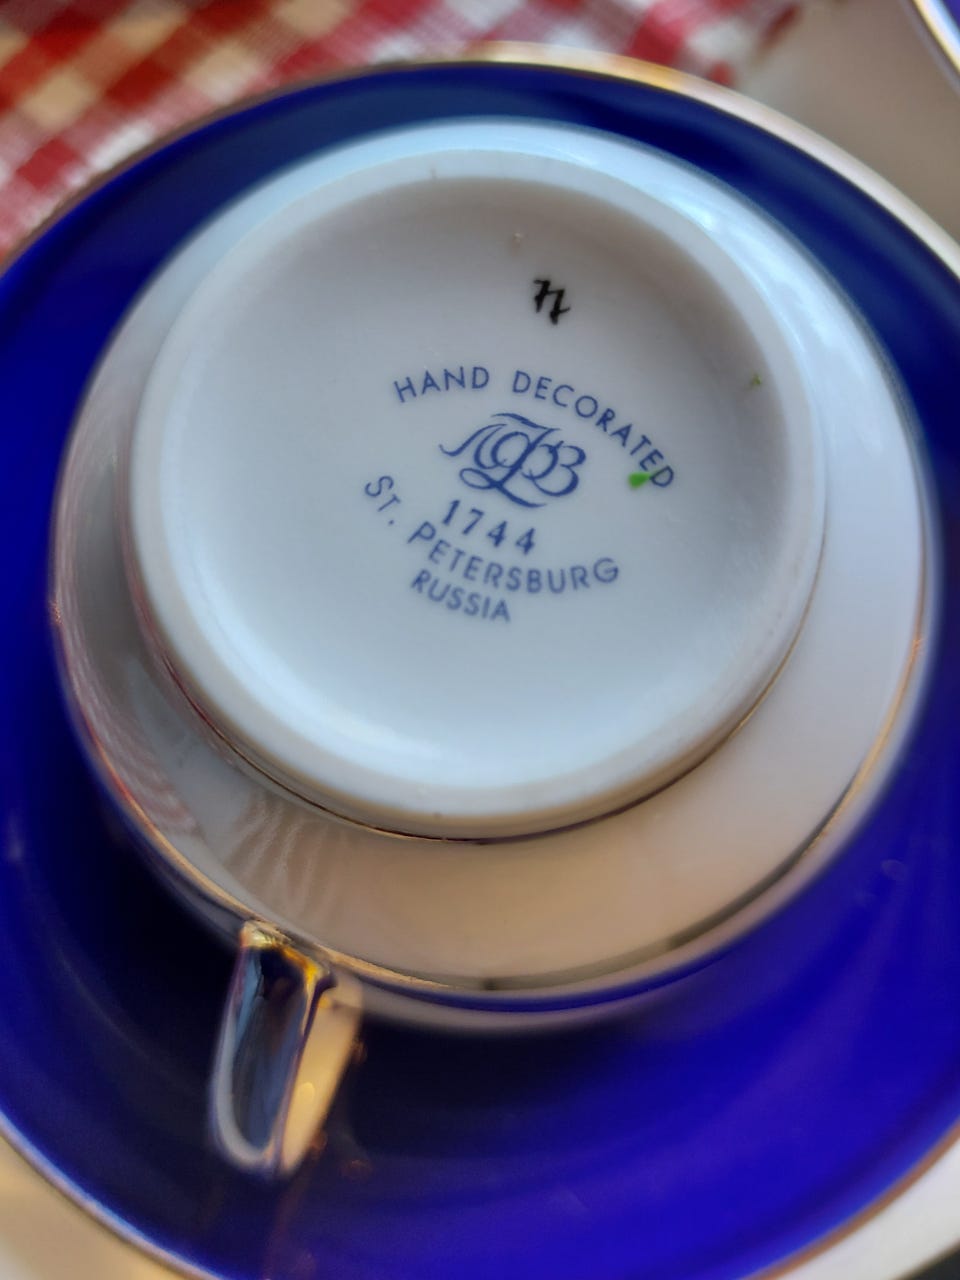 HAND DECORATED
ЛФЗ
1744
ST. PETERSBURG
RUSSIA